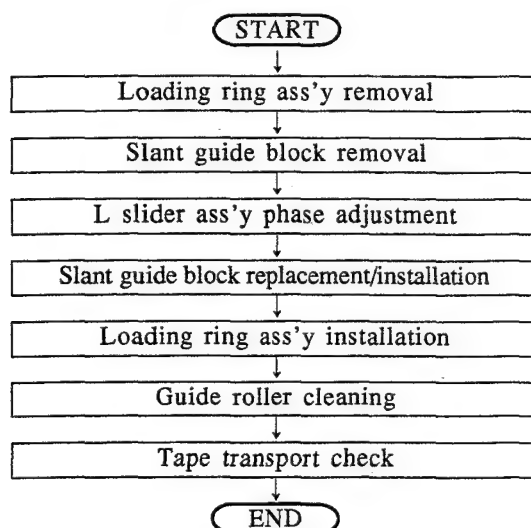 START
Loading ring ass'y removal
Slant guide block removal
L slider ass'y phase adjustment
Slant guide block replacement/installation
Loading ring ass'y installation
Guide roller cleaning
Tape transport check
END